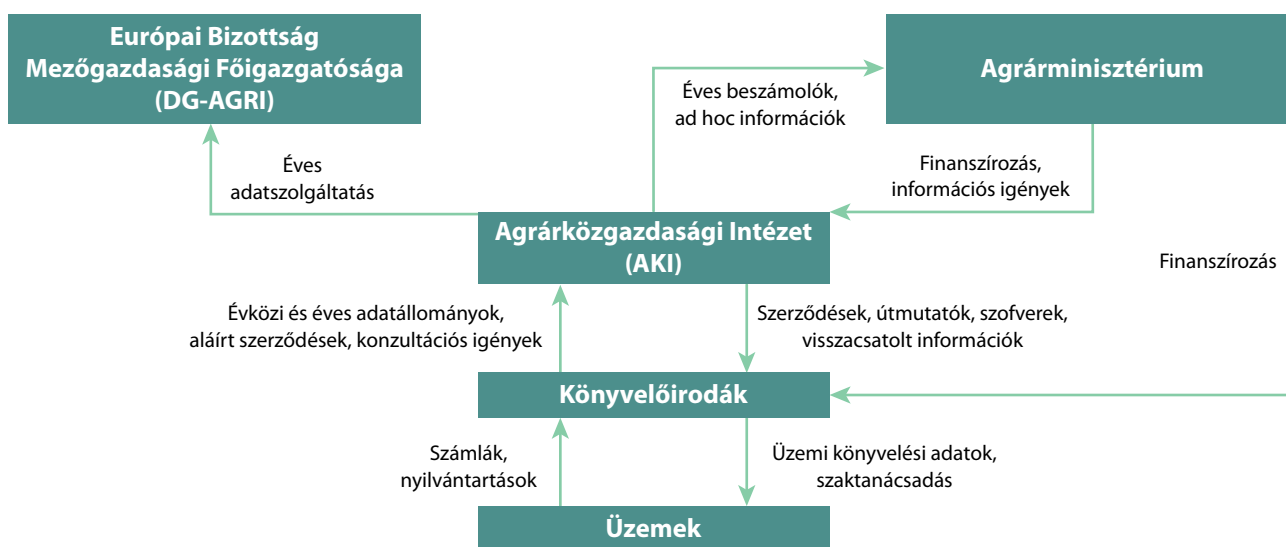 Európai Bizottság
Mezőgazdasági Főigazgatósága
(DG-AGRI)
Agrárminisztérium
Éves beszámolók,
ad hoc információk
Éves
adatszolgáltatás
Finanszírozás,
információs igények
Agrárközgazdasági Intézet
(AKI)
Finanszírozás
Évközi és éves adatállományok,
aláírt szerződések, konzultációs igények
Szerződések, útmutatók, szofverek,
visszacsatolt információk
Könyvelőirodák
Számlák,
nyilvántartások
Üzemi könyvelési adatok,
szaktanácsadás
Üzemek